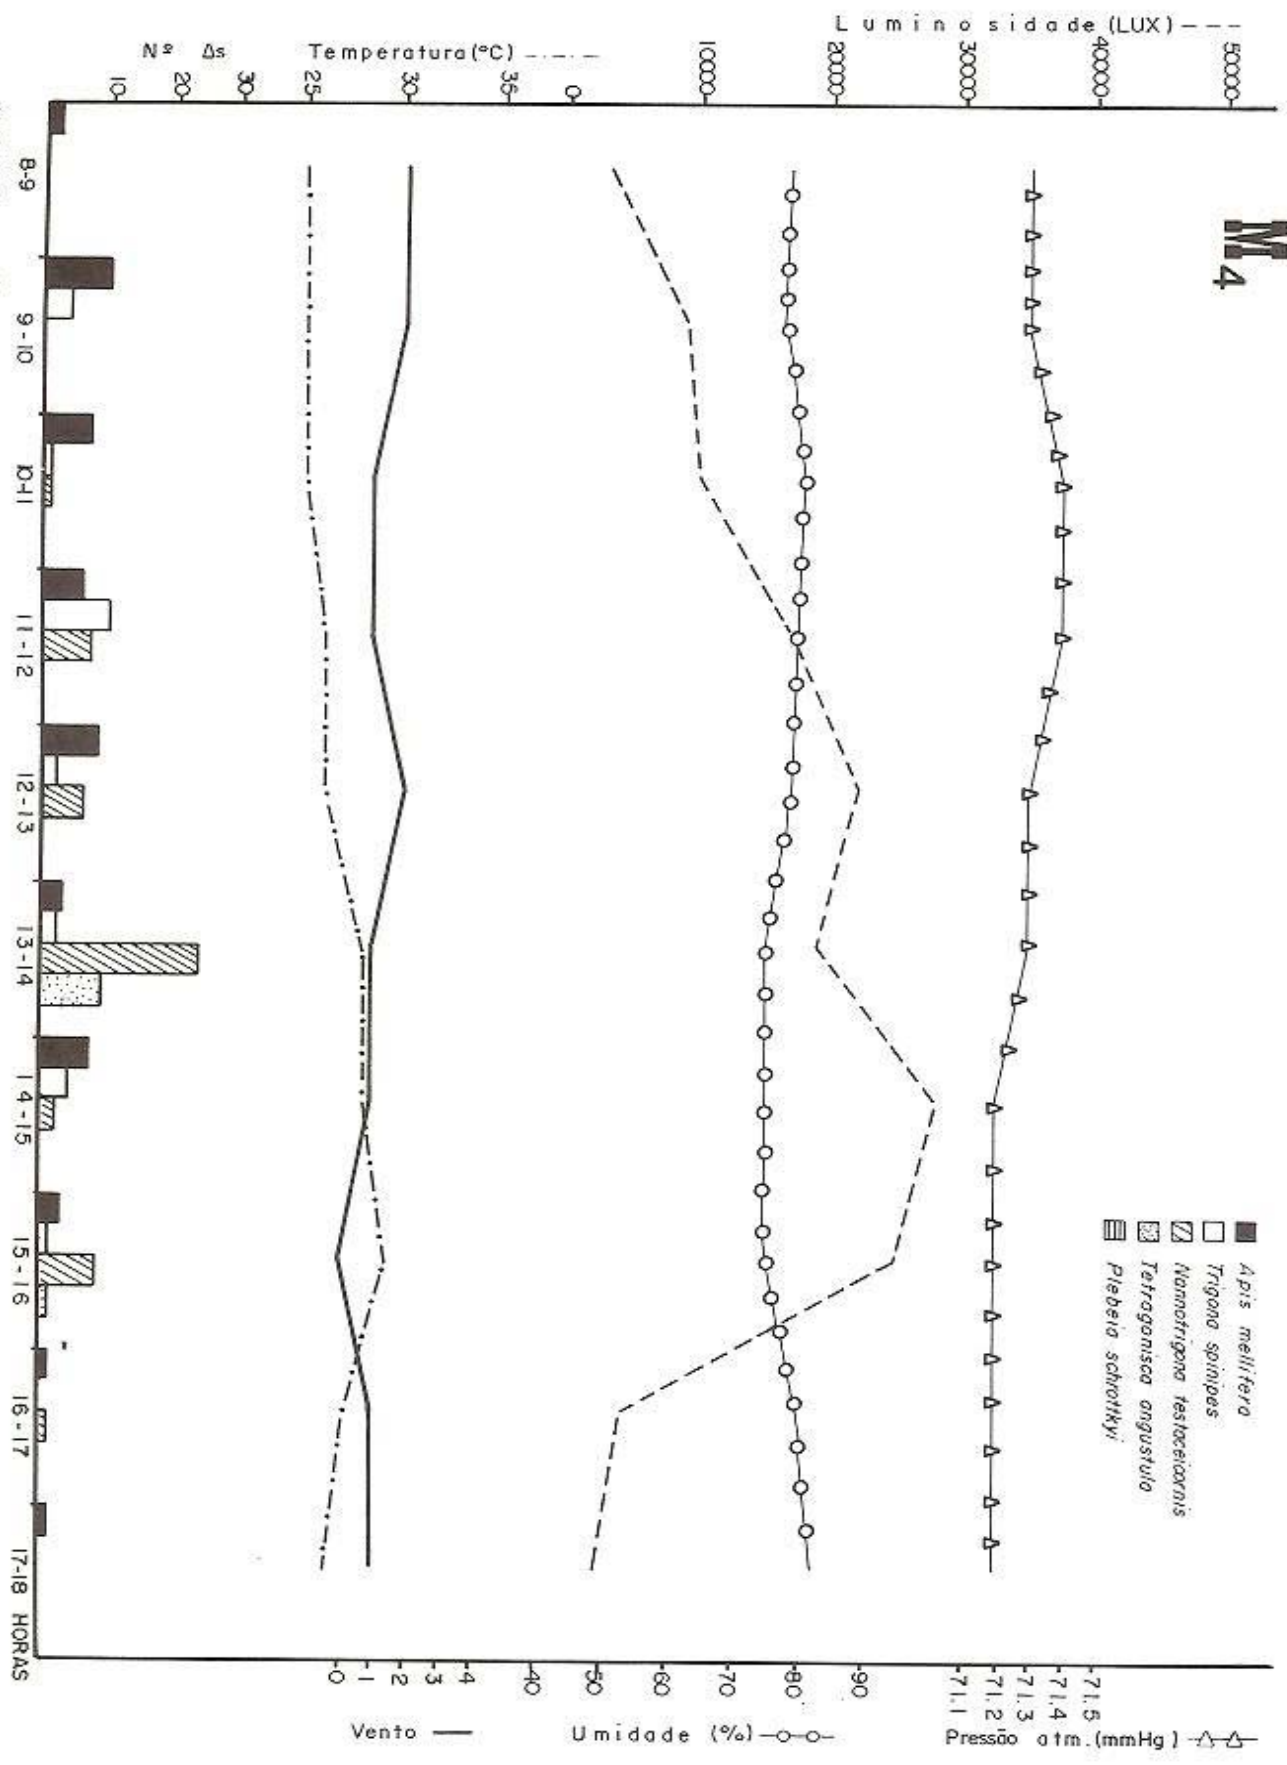 Luminosidade (LUX)
10000
20000
30000
40000
50000
Temperatura (°C)
25
30
35
0
Nº Δs
10
20
30
M4
Apis mellifera
Trigona spinipes
Nannotrigona testaceicornis
Tetragonisca angustula
Plebeia schrottkyi
8-9
9-10
10-11
11-12
12-13
13-14
14-15
15-16
16-17
17-18 HORAS
0
1
2
3
4
Vento
40
50
60
70
80
90
Umidade (%)
71.1
71.2
71.3
71.4
71.5
Pressão atm. (mmHg)